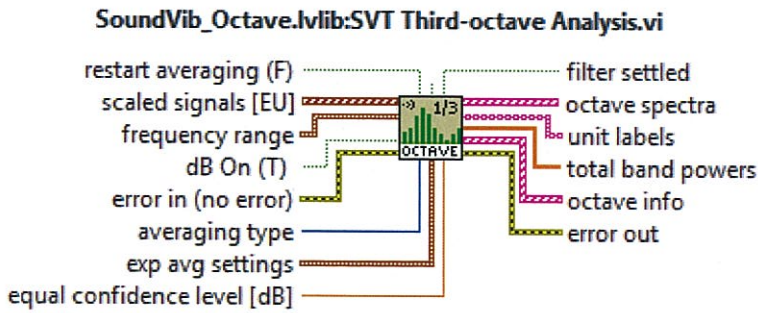 SoundVib_Octave.lvlib:SVT Third-octave Analysis.vi
restart averaging (F)
scaled signals [EU]
frequency range
dB On (T)
error in (no error)
averaging type
exp avg settings
equal confidence level [dB]
1/3
OCTAVE
filter settled
octave spectra
unit labels
total band powers
octave info
error out